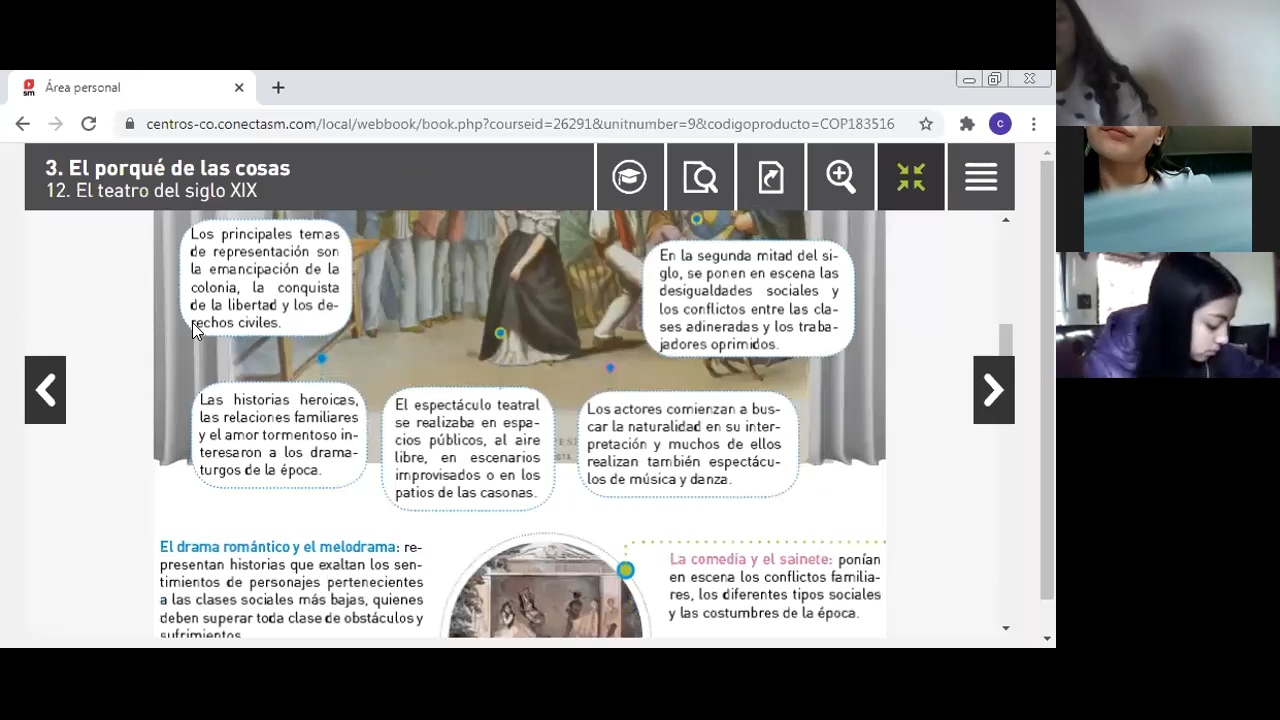 sm
Área personal
centros-co.conectasm.com/local/webbook/book.php?courseid=26291&unitnumber=9&codigoproducto=COP183516
c
3. El porqué de las cosas
12. El teatro del siglo XIX
Los principales temas
de representación son
la emancipación de la
colonia, la conquista
de la libertad y los de-
rechos civiles.
En la segunda mitad del si-
glo, se ponen en escena las
desigualdades sociales y
los conflictos entre las cla-
ses adineradas y los traba-
jadores oprimidos.
Las historias heroicas,
las relaciones familiares
y el amor tormentoso in-
teresaron a los drama-
turgos de la época.
El espectáculo teatral
se realizaba en espa-
cios públicos, al aire
libre, en escenarios
improvisados o en los
patios de las casonas.
Los actores comienzan a bus-
car la naturalidad en su inter-
pretación y muchos de ellos
realizan también espectácu-
los de música y danza.
El drama romántico y el melodrama: re-
presentan historias que exaltan los sen-
timientos de personajes pertenecientes
a las clases sociales más bajas, quienes
deben superar toda clase de obstáculos y
sufrimientos.
La comedia y el sainete: ponían
en escena los conflictos familia-
res, los diferentes tipos sociales
y las costumbres de la época.